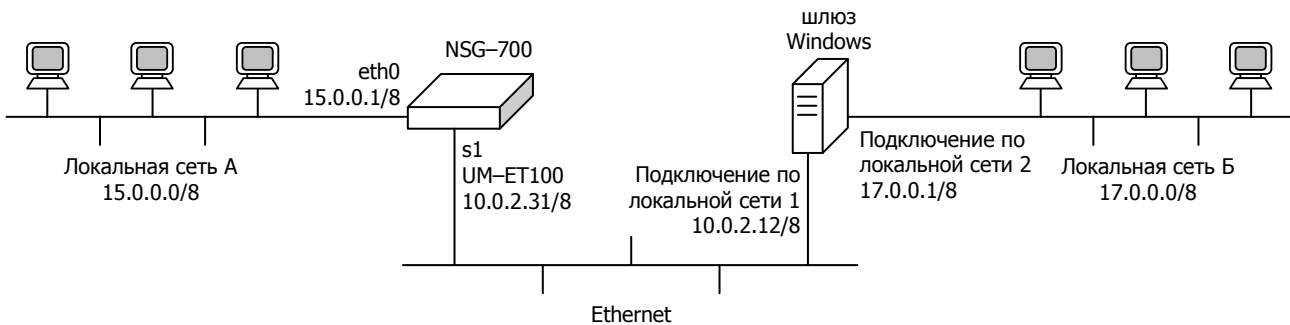 шлюз
Windows
NSG–700
eth0
15.0.0.1/8
Локальная сеть А
15.0.0.0/8
s1
UM–ET100
10.0.2.31/8
Подключение по
локальной сети 1
10.0.2.12/8
Подключение по
локальной сети 2
17.0.0.1/8
Локальная сеть Б
17.0.0.0/8
Ethernet